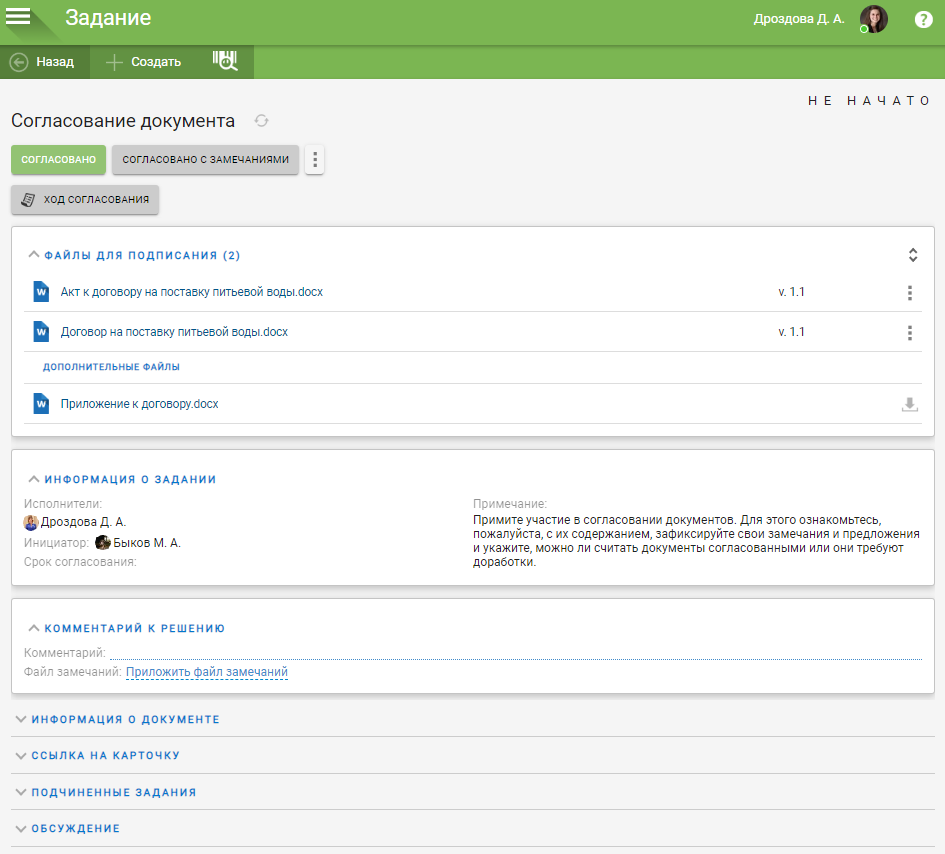 Задание
Дроздова Д. А.
?
Назад
Создать
НЕ НАЧАТО
Согласование документа
СОГЛАСОВАНО
СОГЛАСОВАНО С ЗАМЕЧАНИЯМИ
ХОД СОГЛАСОВАНИЯ
ФАЙЛЫ ДЛЯ ПОДПИСАНИЯ (2)
W Акт к договору на поставку питьевой воды.docx v. 1.1
W Договор на поставку питьевой воды.docx v. 1.1
ДОПОЛНИТЕЛЬНЫЕ ФАЙЛЫ
W Приложение к договору.docx
ИНФОРМАЦИЯ О ЗАДАНИИ
Исполнители:
Дроздова Д. А.
Инициатор: Быков М. А.
Срок согласования:
Примечание:
Примите участие в согласовании документов. Для этого ознакомьтесь,
пожалуйста, с их содержанием, зафиксируйте свои замечания и предложения
и укажите, можно ли считать документы согласованными или они требуют
доработки.
КОММЕНТАРИЙ К РЕШЕНИЮ
Комментарий:
Файл замечаний: Приложить файл замечаний
ИНФОРМАЦИЯ О ДОКУМЕНТЕ
ССЫЛКА НА КАРТОЧКУ
ПОДЧИНЕННЫЕ ЗАДАНИЯ
ОБСУЖДЕНИЕ